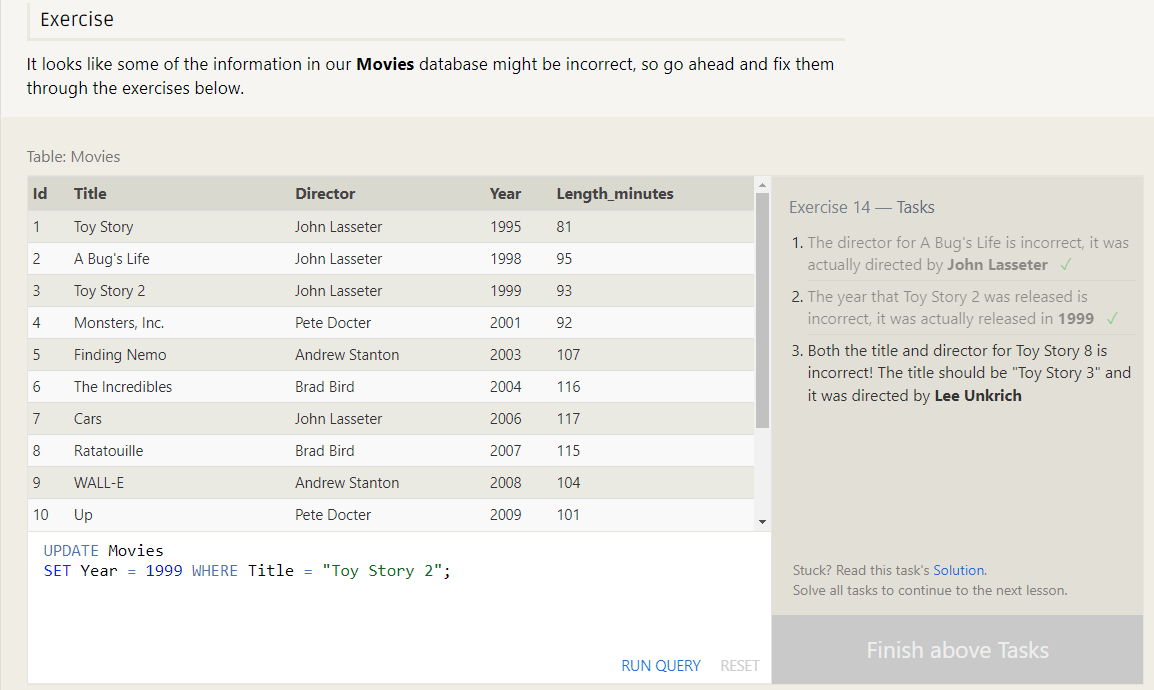 Exercise
It looks like some of the information in our Movies database might be incorrect, so go ahead and fix them
through the exercises below.
Table: Movies
Id Title Director Year Length_minutes
1 Toy Story John Lasseter 1995 81
2 A Bug's Life John Lasseter 1998 95
3 Toy Story 2 John Lasseter 1999 93
4 Monsters, Inc. Pete Docter 2001 92
5 Finding Nemo Andrew Stanton 2003 107
6 The Incredibles Brad Bird 2004 116
7 Cars John Lasseter 2006 117
8 Ratatouille Brad Bird 2007 115
9 WALL-E Andrew Stanton 2008 104
10 Up Pete Docter 2009 101
UPDATE Movies
SET Year = 1999 WHERE Title = "Toy Story 2";
RUN QUERY RESET
Exercise 14 — Tasks
1. The director for A Bug's Life is incorrect, it was
actually directed by John Lasseter ✓
2. The year that Toy Story 2 was released is
incorrect, it was actually released in 1999 ✓
3. Both the title and director for Toy Story 8 is
incorrect! The title should be "Toy Story 3" and
it was directed by Lee Unkrich
Stuck? Read this task's Solution.
Solve all tasks to continue to the next lesson.
Finish above Tasks